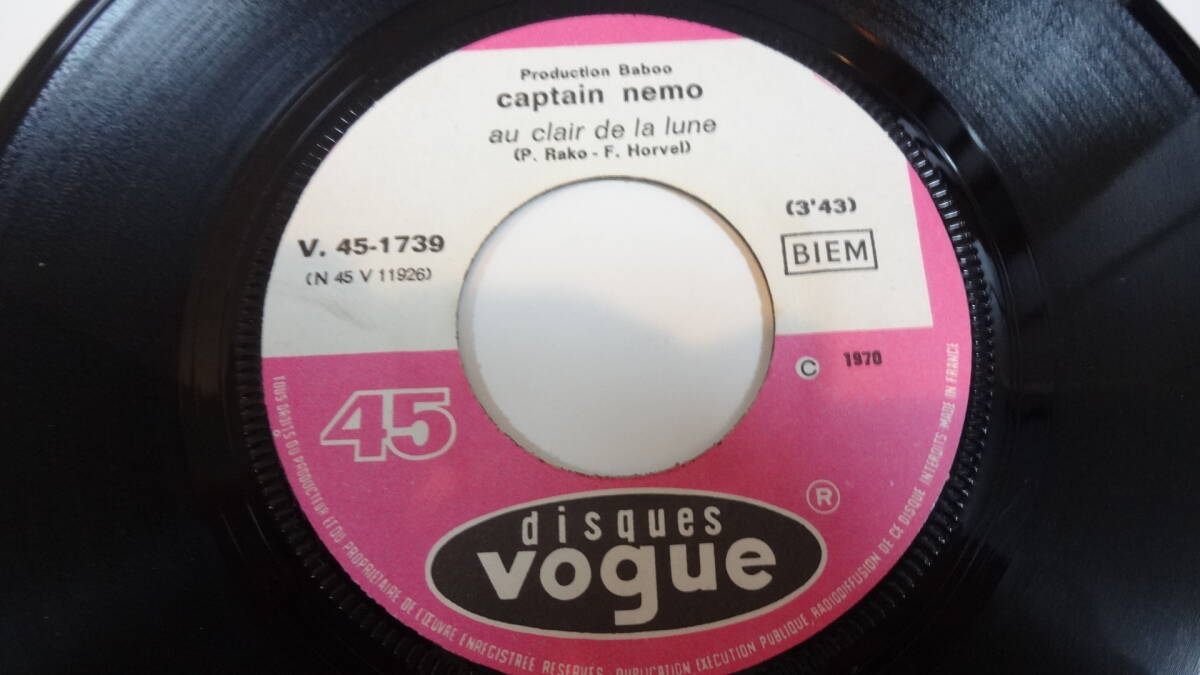 Production Baboo
captain nemo
au clair de la lune
(P. Rako - F. Horvel)
V. 45-1739
(N 45 V 11926)
(3'43)
BIEM
C 1970
45
R
disques
vogue
TOUS DROITS DU PRODUCTEUR ET DU PROPRIETAIRE DE L'ŒUVRE ENREGISTRÉE RESERVES - PUBLICATION EXECUTION PUBLIQUE, RADIODIFFUSION DE CE DISQUE INTERDITS MADE IN FRANCE